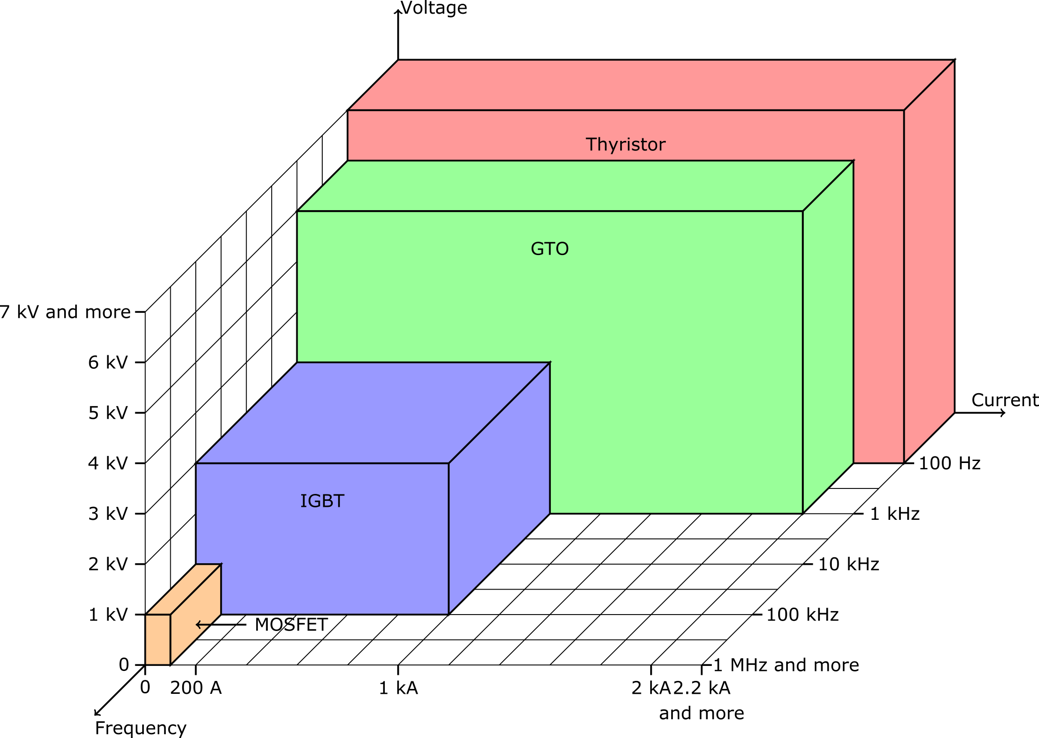 Voltage
Thyristor
GTO
7 kV and more
6 kV
Current
5 kV
4 kV
100 Hz
IGBT
3 kV
1 kHz
2 kV
10 kHz
1 kV
100 kHz
MOSFET
0
1 MHz and more
0
200 A
1 kA
2 kA
2.2 kA
and more
Frequency